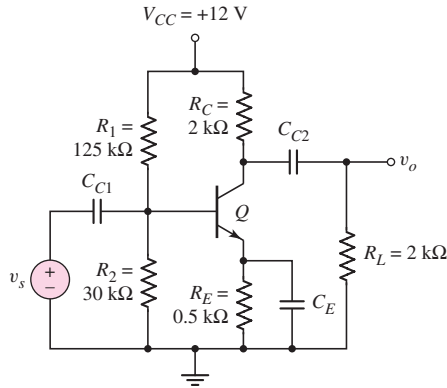 V_CC = +12 V
R_1 =
125 kΩ
R_C =
2 kΩ
C_C2
v_o
C_C1
Q
R_L = 2 kΩ
v_s
+
−
R_2 =
30 kΩ
R_E =
0.5 kΩ
C_E